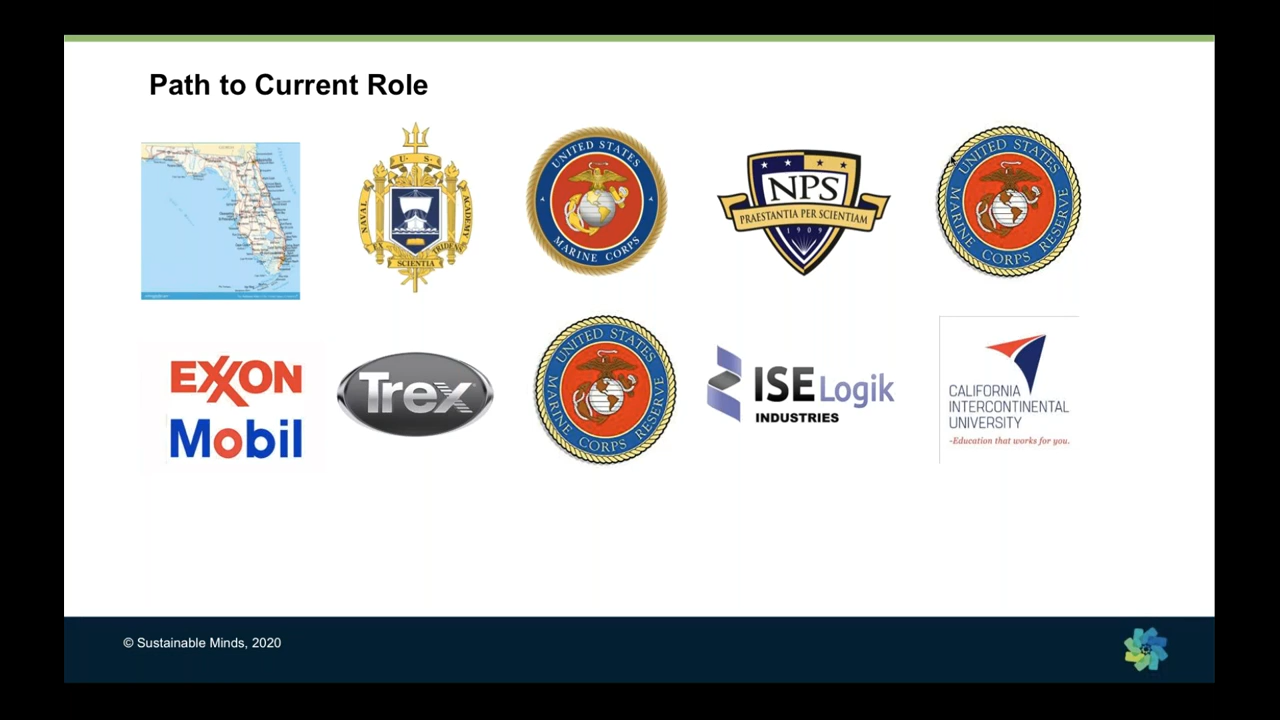 Path to Current Role
U S
NAVAL ACADEMY
EX TRIDENS
SCIENTIA
UNITED STATES
MARINE CORPS
NPS
PRAESTANTIA PER SCIENTIAM
1909
UNITED STATES
MARINE CORPS RESERVE
EXXON
Mobil
Trex
UNITED STATES
MARINE CORPS RESERVE
ISE Logik
INDUSTRIES
CALIFORNIA
INTERCONTINENTAL
UNIVERSITY
-Education that works for you.
© Sustainable Minds, 2020